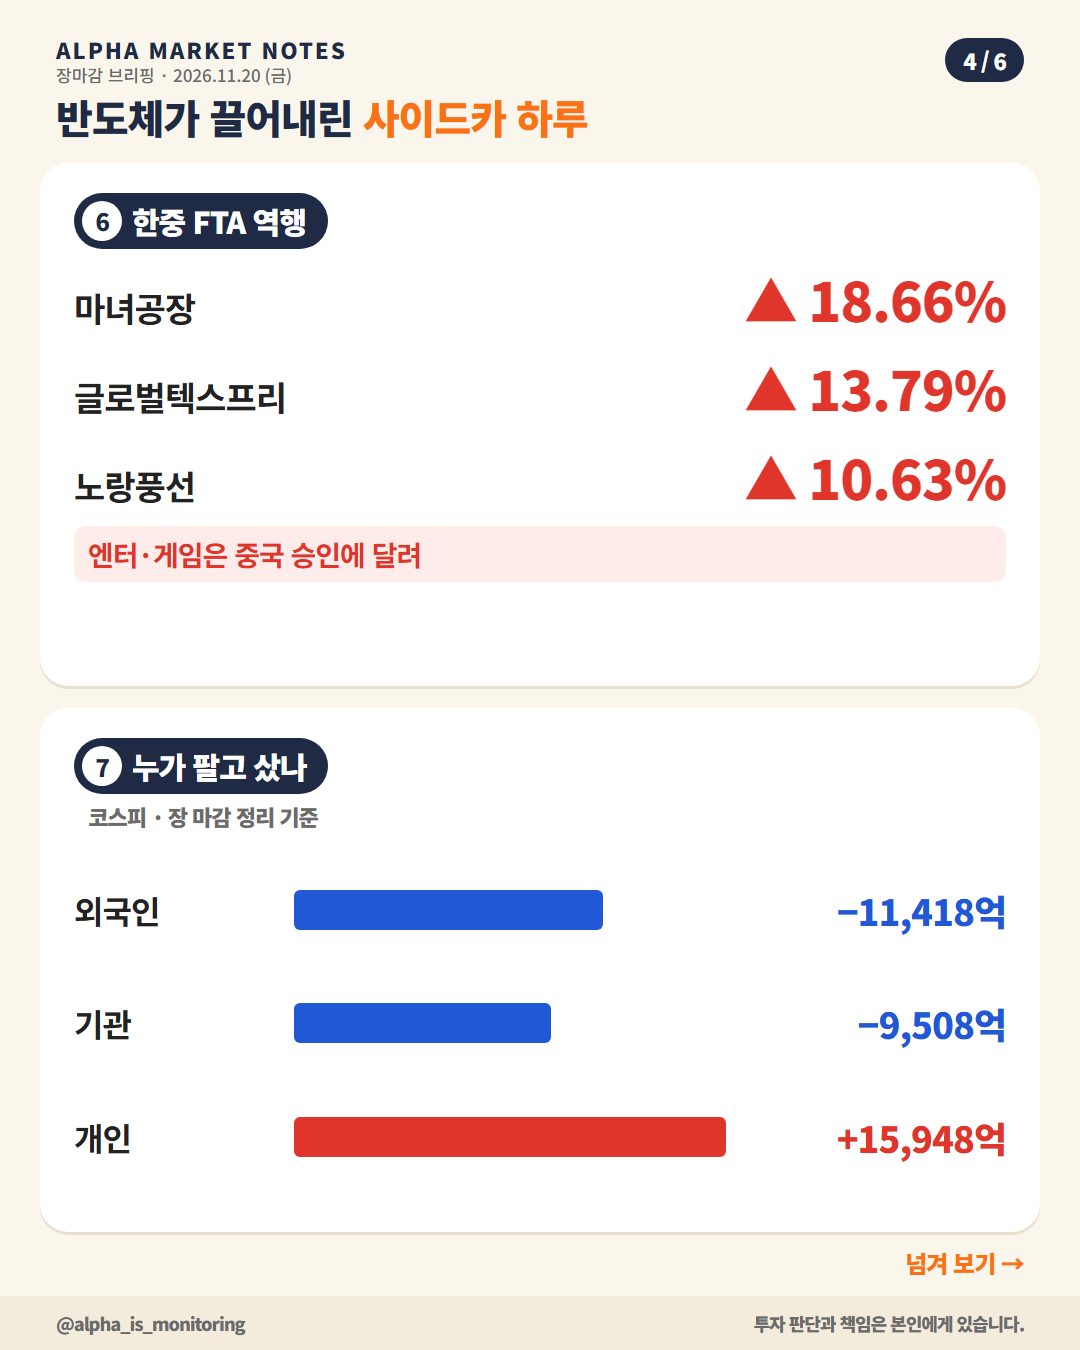 ALPHA MARKET NOTES
장마감 브리핑 · 2026.11.20 (금)
4 / 6
반도체가 끌어내린 사이드카 하루
6 한중 FTA 역행
마녀공장 ▲ 18.66%
글로벌텍스프리 ▲ 13.79%
노랑풍선 ▲ 10.63%
엔터·게임은 중국 승인에 달려
7 누가 팔고 샀나
코스피 · 장 마감 정리 기준
외국인 −11,418억
기관 −9,508억
개인 +15,948억
넘겨 보기 →
@alpha_is_monitoring
투자 판단과 책임은 본인에게 있습니다.